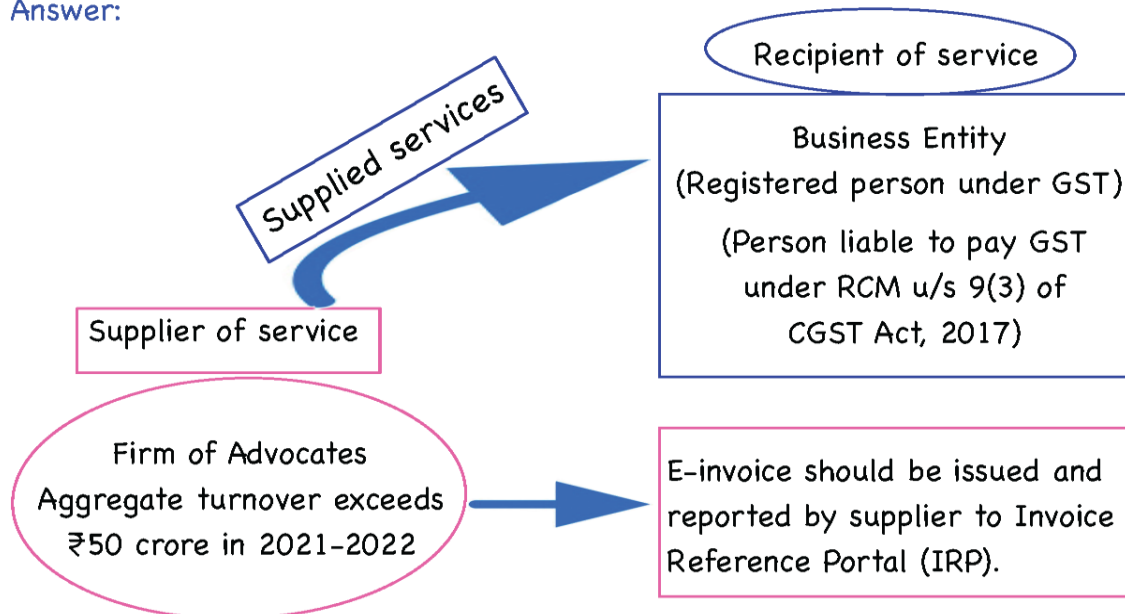 Answer:
Recipient of service
Supplied services
Business Entity
(Registered person under GST)
(Person liable to pay GST
under RCM u/s 9(3) of
CGST Act, 2017)
Supplier of service
Firm of Advocates
Aggregate turnover exceeds
₹50 crore in 2021-2022
E-invoice should be issued and
reported by supplier to Invoice
Reference Portal (IRP).